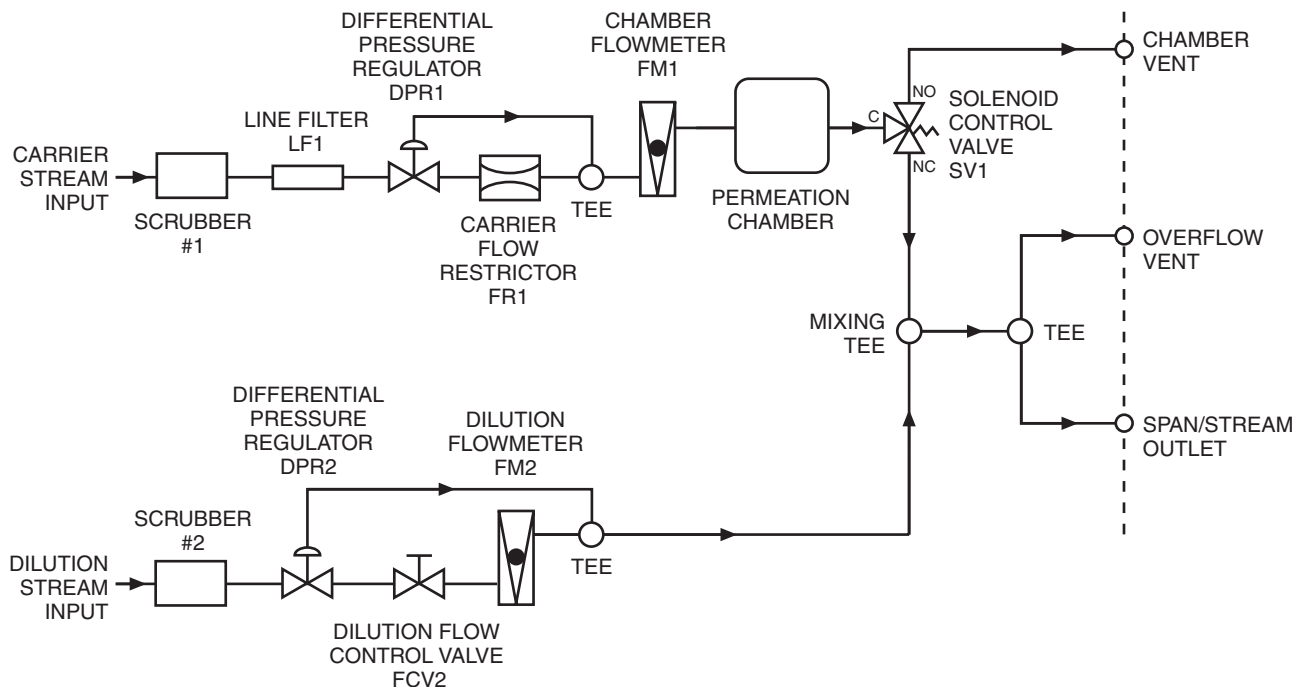 DIFFERENTIAL
PRESSURE
REGULATOR
DPR1
CHAMBER
FLOWMETER
FM1
CHAMBER
VENT
LINE FILTER
LF1
NO
C
NC
SOLENOID
CONTROL
VALVE
SV1
CARRIER
STREAM
INPUT
SCRUBBER
#1
TEE
CARRIER
FLOW
RESTRICTOR
FR1
PERMEATION
CHAMBER
OVERFLOW
VENT
MIXING
TEE
TEE
DIFFERENTIAL
PRESSURE
REGULATOR
DPR2
DILUTION
FLOWMETER
FM2
SPAN/STREAM
OUTLET
SCRUBBER
#2
TEE
DILUTION
STREAM
INPUT
DILUTION FLOW
CONTROL VALVE
FCV2